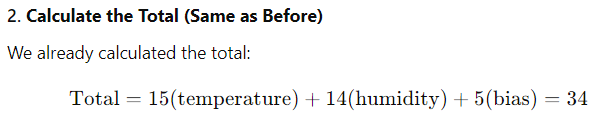 2. Calculate the Total (Same as Before)
We already calculated the total:
Total = 15(temperature) + 14(humidity) + 5(bias) = 34